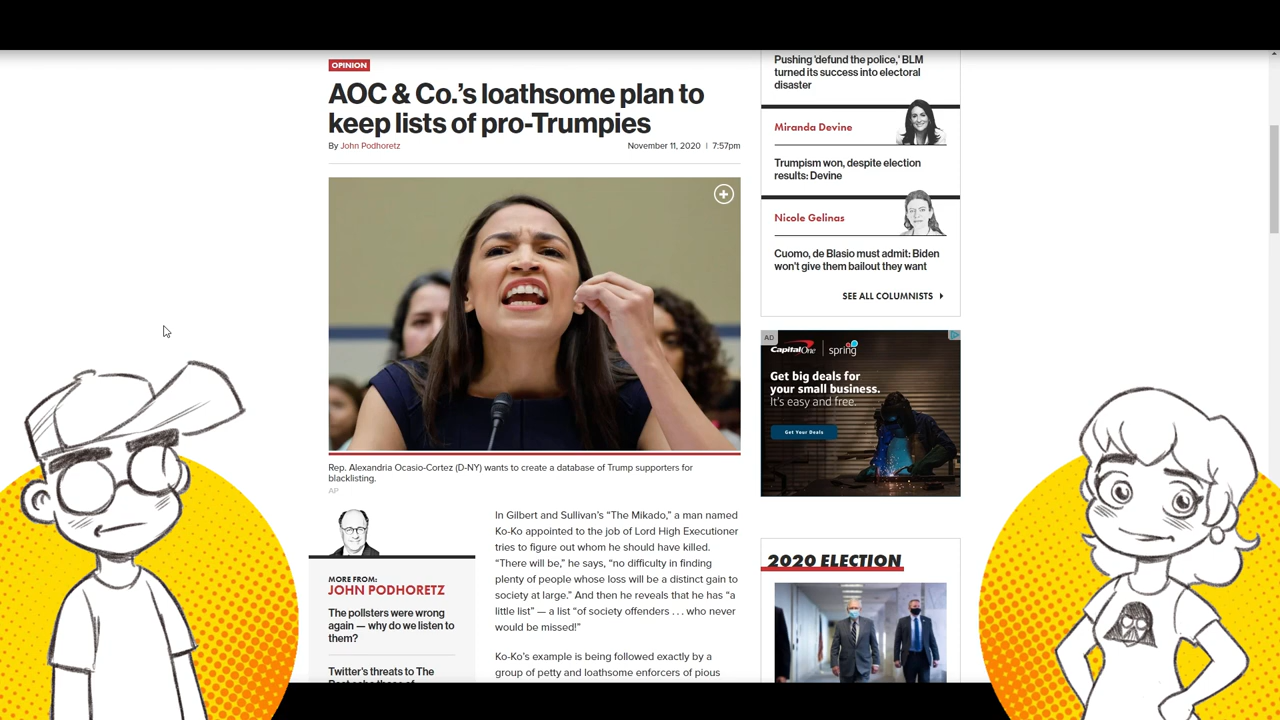 OPINION
AOC & Co.’s loathsome plan to
keep lists of pro-Trumpies
By John Podhoretz
November 11, 2020 | 7:57pm
Rep. Alexandria Ocasio-Cortez (D-NY) wants to create a database of Trump supporters for
blacklisting.
AP
MORE FROM:
JOHN PODHORETZ
The pollsters were wrong
again — why do we listen to
them?
Twitter's threats to The
In Gilbert and Sullivan’s “The Mikado,” a man named
Ko-Ko appointed to the job of Lord High Executioner
tries to figure out whom he should have killed.
“There will be,” he says, “no difficulty in finding
plenty of people whose loss will be a distinct gain to
society at large.” And then he reveals that he has “a
little list” — a list “of society offenders . . . who never
would be missed!”
Ko-Ko’s example is being followed exactly by a
group of petty and loathsome enforcers of pious
Pushing ‘defund the police,’ BLM
turned its success into electoral
disaster
Miranda Devine
Trumpism won, despite election
results: Devine
Nicole Gelinas
Cuomo, de Blasio must admit: Biden
won’t give them bailout they want
SEE ALL COLUMNISTS
AD
Capital One | spring
Get big deals for
your small business.
It's easy and free.
Get Your Deals
2020 ELECTION